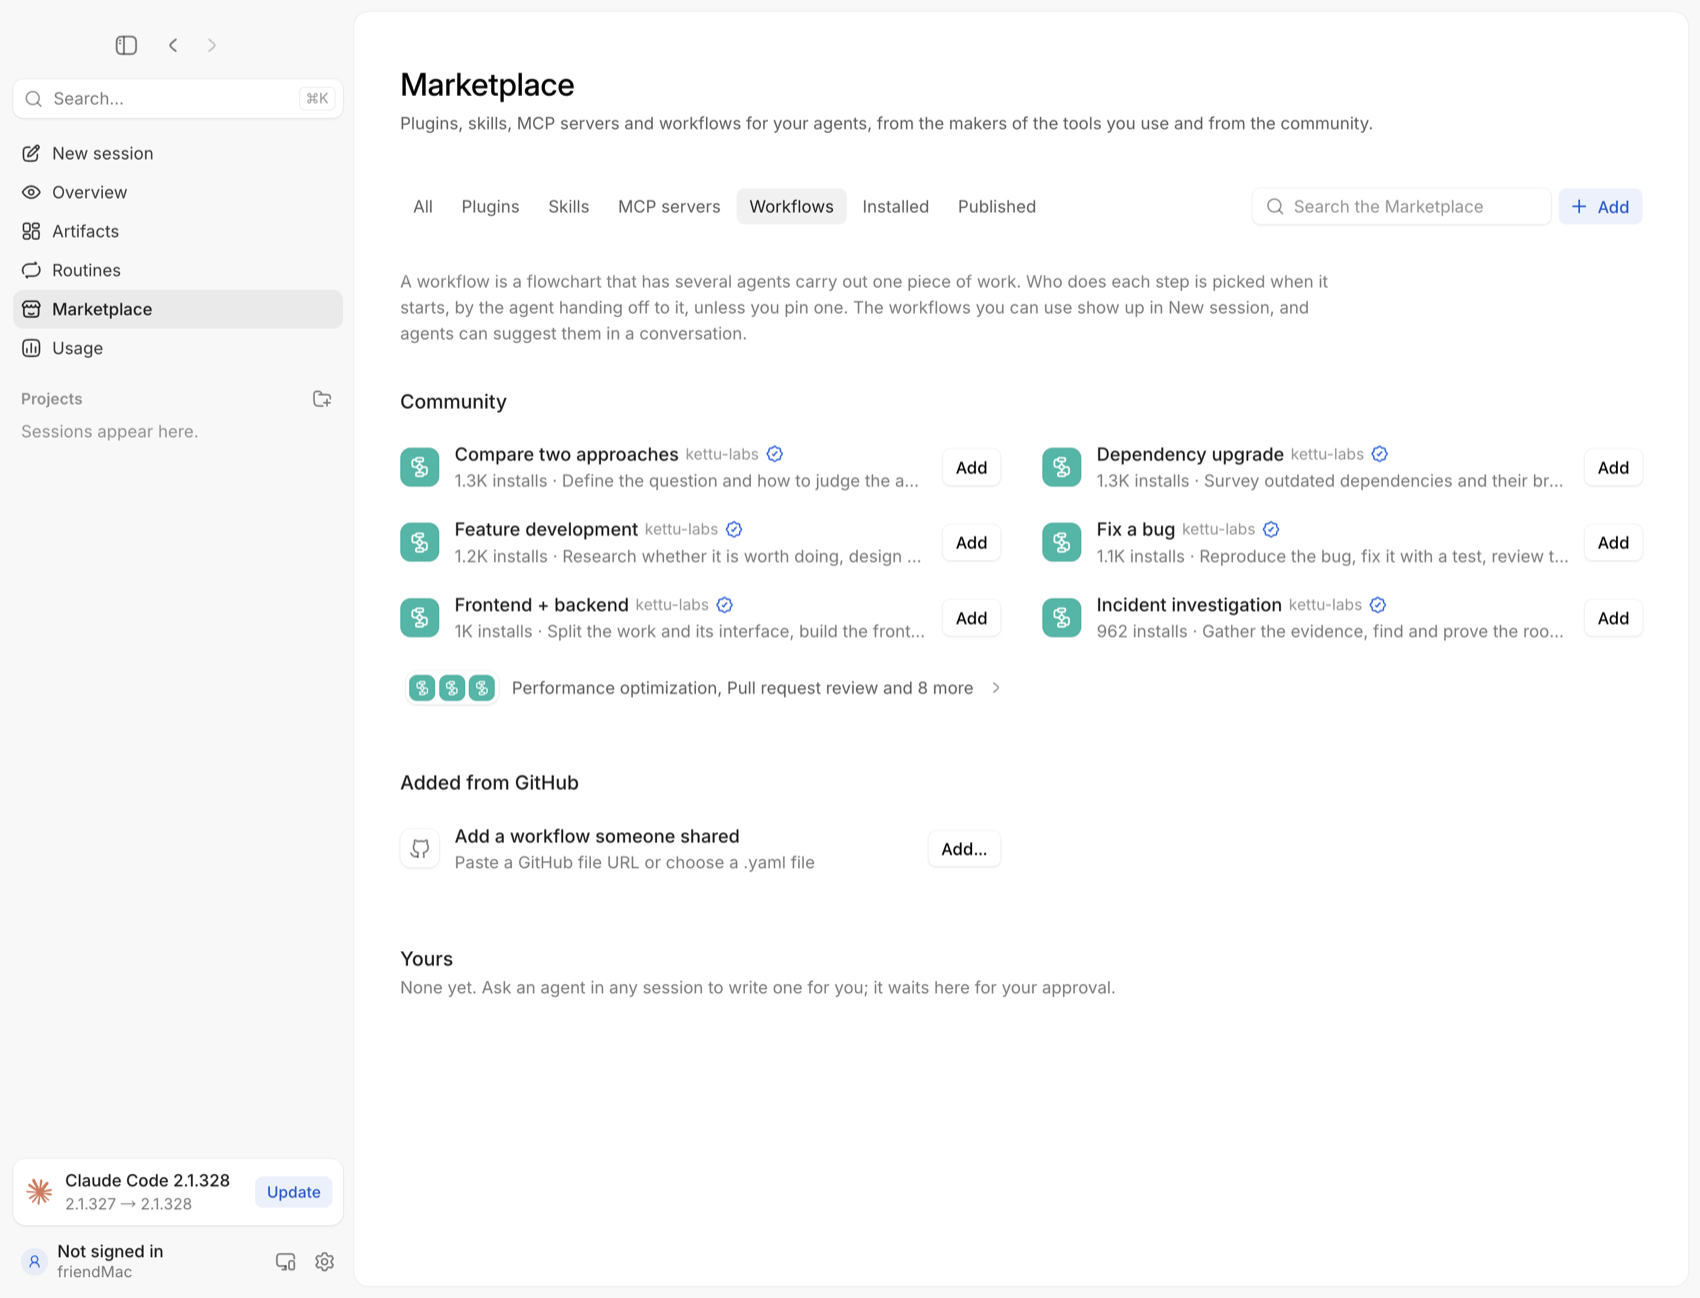 Search...
⌘K
New session
Overview
Artifacts
Routines
Marketplace
Usage
Projects
Sessions appear here.
Claude Code 2.1.328
2.1.327 → 2.1.328
Update
Not signed in
friendMac
Marketplace
Plugins, skills, MCP servers and workflows for your agents, from the makers of the tools you use and from the community.
All
Plugins
Skills
MCP servers
Workflows
Installed
Published
Search the Marketplace
+ Add
A workflow is a flowchart that has several agents carry out one piece of work. Who does each step is picked when it
starts, by the agent handing off to it, unless you pin one. The workflows you can use show up in New session, and
agents can suggest them in a conversation.
Community
Compare two approaches kettu-labs
1.3K installs · Define the question and how to judge the a...
Add
Dependency upgrade kettu-labs
1.3K installs · Survey outdated dependencies and their br...
Add
Feature development kettu-labs
1.2K installs · Research whether it is worth doing, design ...
Add
Fix a bug kettu-labs
1.1K installs · Reproduce the bug, fix it with a test, review t...
Add
Frontend + backend kettu-labs
1K installs · Split the work and its interface, build the front...
Add
Incident investigation kettu-labs
962 installs · Gather the evidence, find and prove the roo...
Add
Performance optimization, Pull request review and 8 more
Added from GitHub
Add a workflow someone shared
Paste a GitHub file URL or choose a .yaml file
Add...
Yours
None yet. Ask an agent in any session to write one for you; it waits here for your approval.